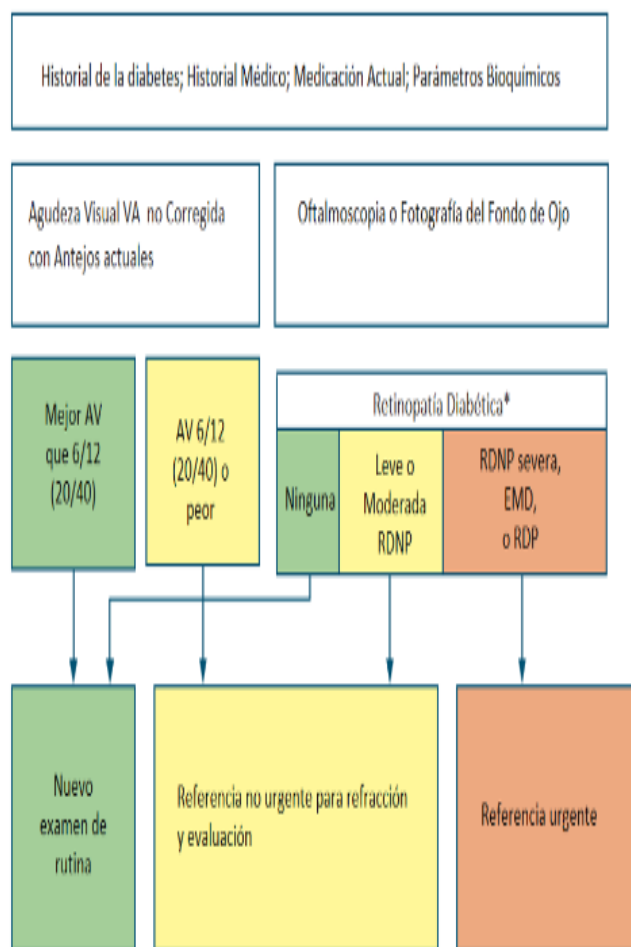 Historial de la diabetes; Historial Médico; Medicación Actual; Parámetros Bioquímicos
Agudeza Visual VA no Corregida
con Antejos actuales
Oftalmoscopia o Fotografía del Fondo de Ojo
Mejor AV
que 6/12
(20/40)
AV 6/12
(20/40) o
peor
Retinopatía Diabética*
Ninguna
Leve o
Moderada
RDNP
RDNP severa,
EMD,
o RDP
Nuevo
examen de
rutina
Referencia no urgente para refracción
y evaluación
Referencia urgente